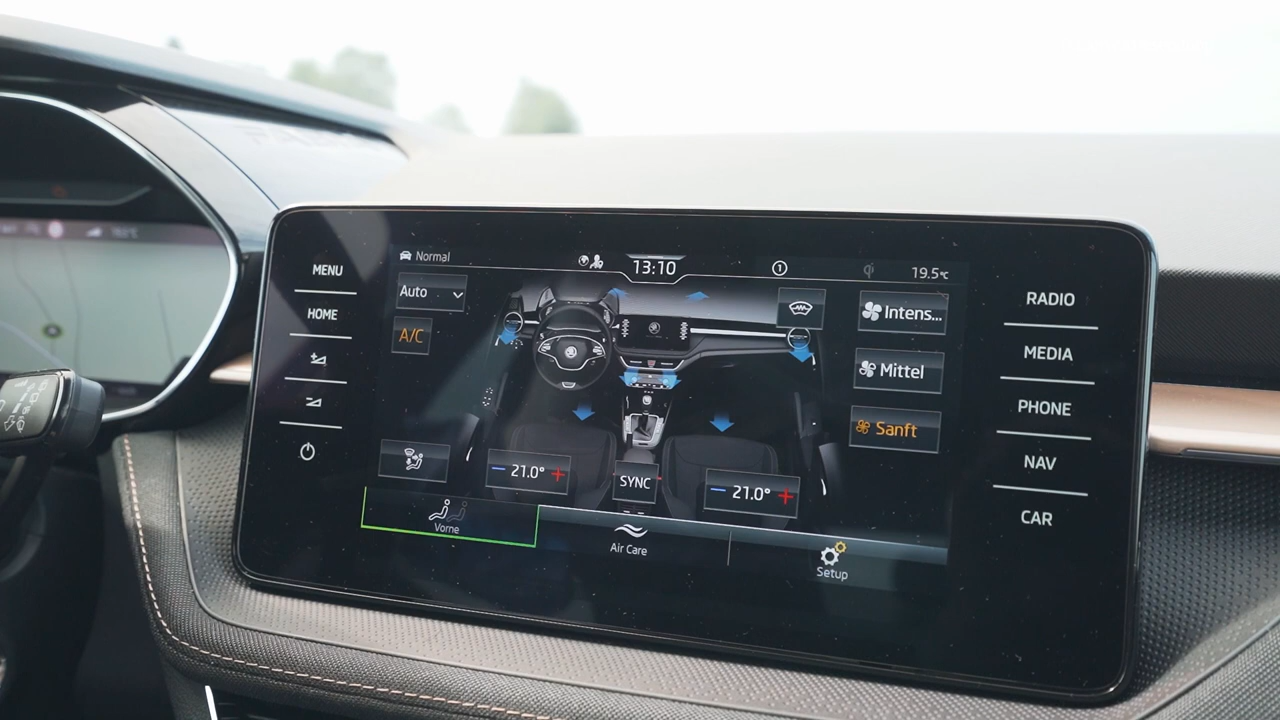 MENU
HOME
Normal
13:10
1
19.5°C
Auto
A/C
Intens...
Mittel
Sanft
21.0°
SYNC
21.0°
Vorne
Air Care
Setup
RADIO
MEDIA
PHONE
NAV
CAR